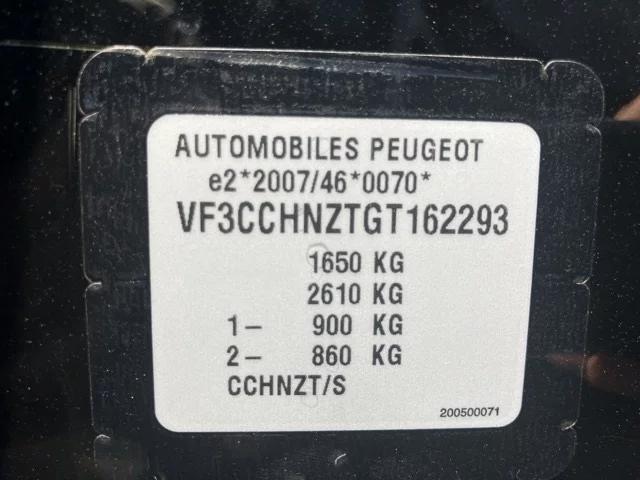 AUTOMOBILES PEUGEOT
e2*2007/46*0070*
VF3CCHNZTGT162293
1650 KG
2610 KG
1- 900 KG
2- 860 KG
CCHNZT/S
200500071